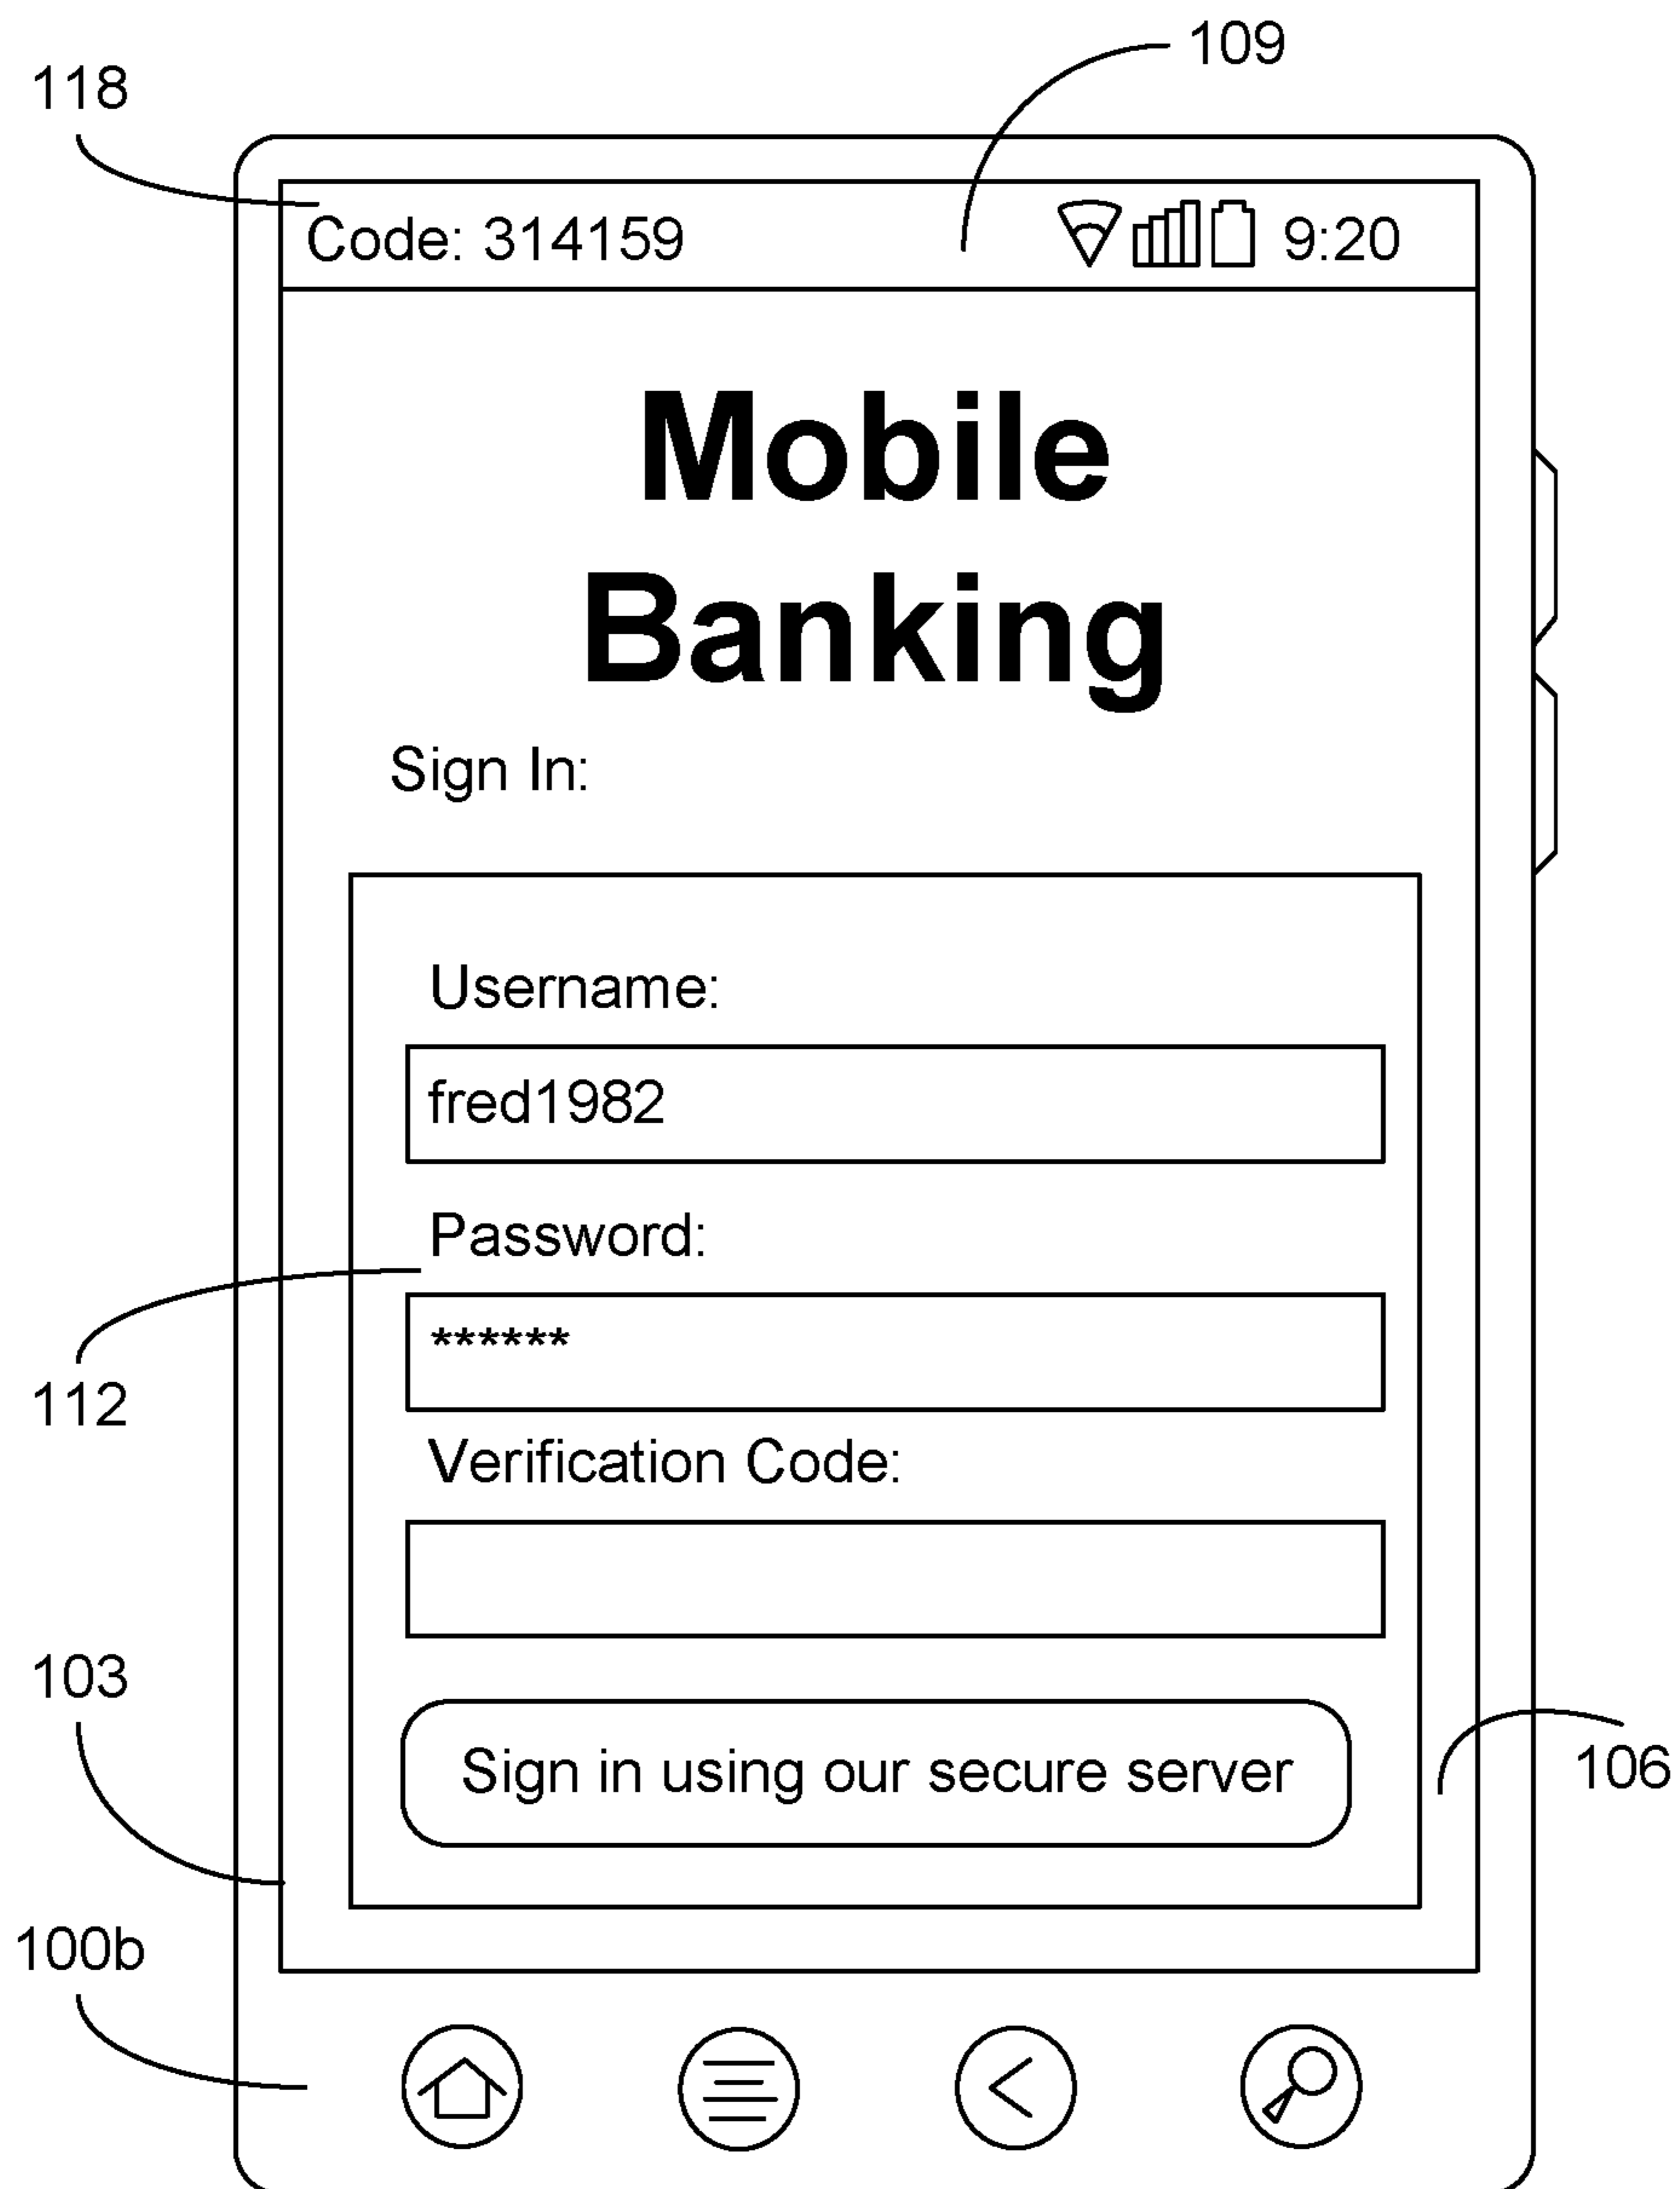 109
118
Code: 314159 9:20
Mobile
Banking
Sign In:
Username:
fred1982
Password:
******
112
Verification Code:
103
Sign in using our secure server
106
100b